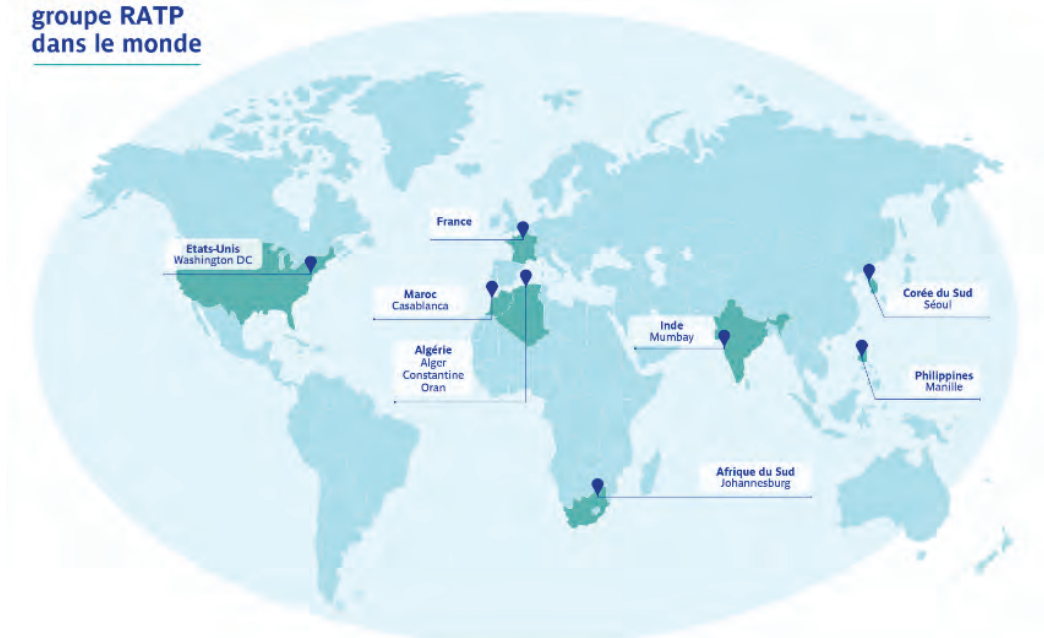 groupe RATP
dans le monde
France
Etats-Unis
Washington DC
Maroc
Casablanca
Corée du Sud
Séoul
Inde
Mumbay
Algérie
Alger
Constantine
Oran
Philippines
Manille
Afrique du Sud
Johannesburg